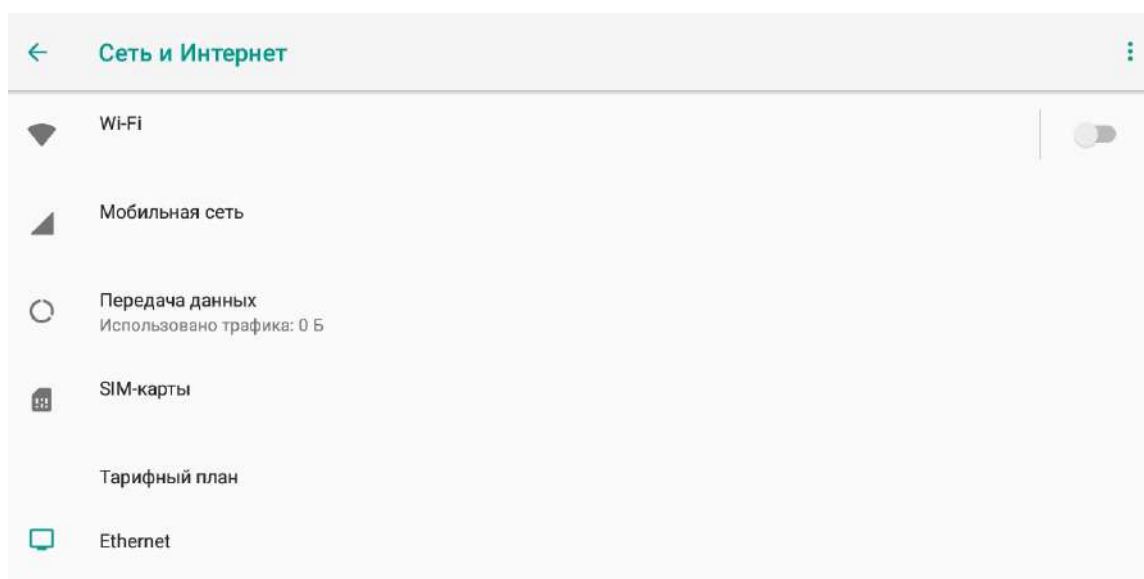 Сеть и Интернет
Wi-Fi
Мобильная сеть
Передача данных
Использовано трафика: 0 Б
SIM-карты
Тарифный план
Ethernet